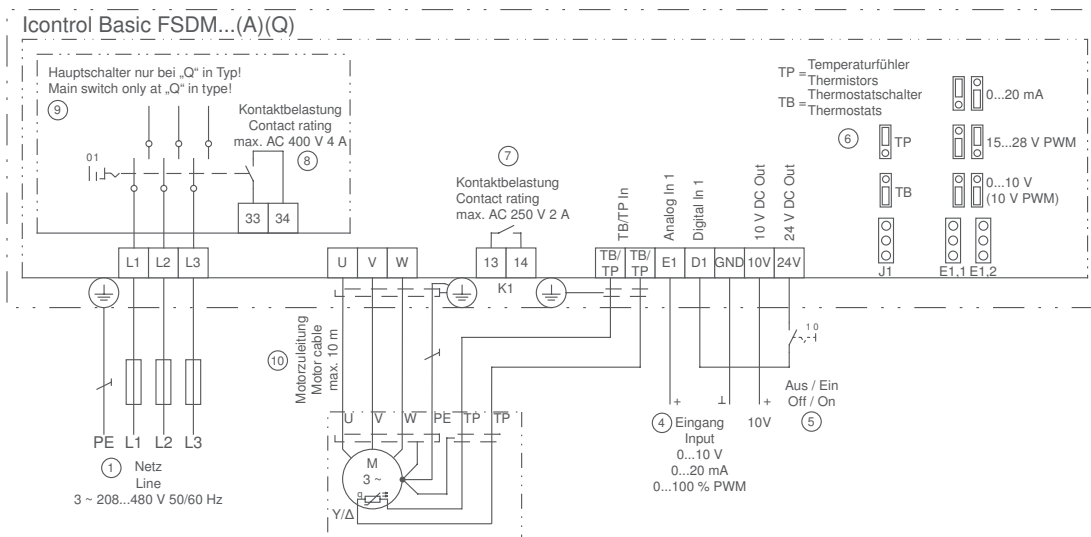 Icontrol Basic FSDM...(A)(Q)
Hauptschalter nur bei „Q“ in Typ!
Main switch only at „Q“ in type!
9
Kontaktbelastung
Contact rating
max. AC 400 V 4 A
8
0 1
33 34
7
Kontaktbelastung
Contact rating
max. AC 250 V 2 A
TP = Temperaturfühler
Thermistors
TB = Thermostatschalter
Thermostats
6
TP
TB
J1
0...20 mA
15...28 V PWM
0...10 V
(10 V PWM)
E1,1 E1,2
TB/TP In
Analog In 1
Digital In 1
10 V DC Out
24 V DC Out
L1 L2 L3
U V W
13 14
K1
TB/TP TB/TP E1 D1 GND 10V 24V
10
Motorzuleitung
Motor cable
max. 10 m
1 0
Aus / Ein
Off / On
5
+ ⊥ +
10V
4 Eingang
Input
0...10 V
0...20 mA
0...100 % PWM
PE L1 L2 L3
1 Netz
Line
3 ~ 208...480 V 50/60 Hz
U V W PE TP TP
M
3 ~
Y/Δ